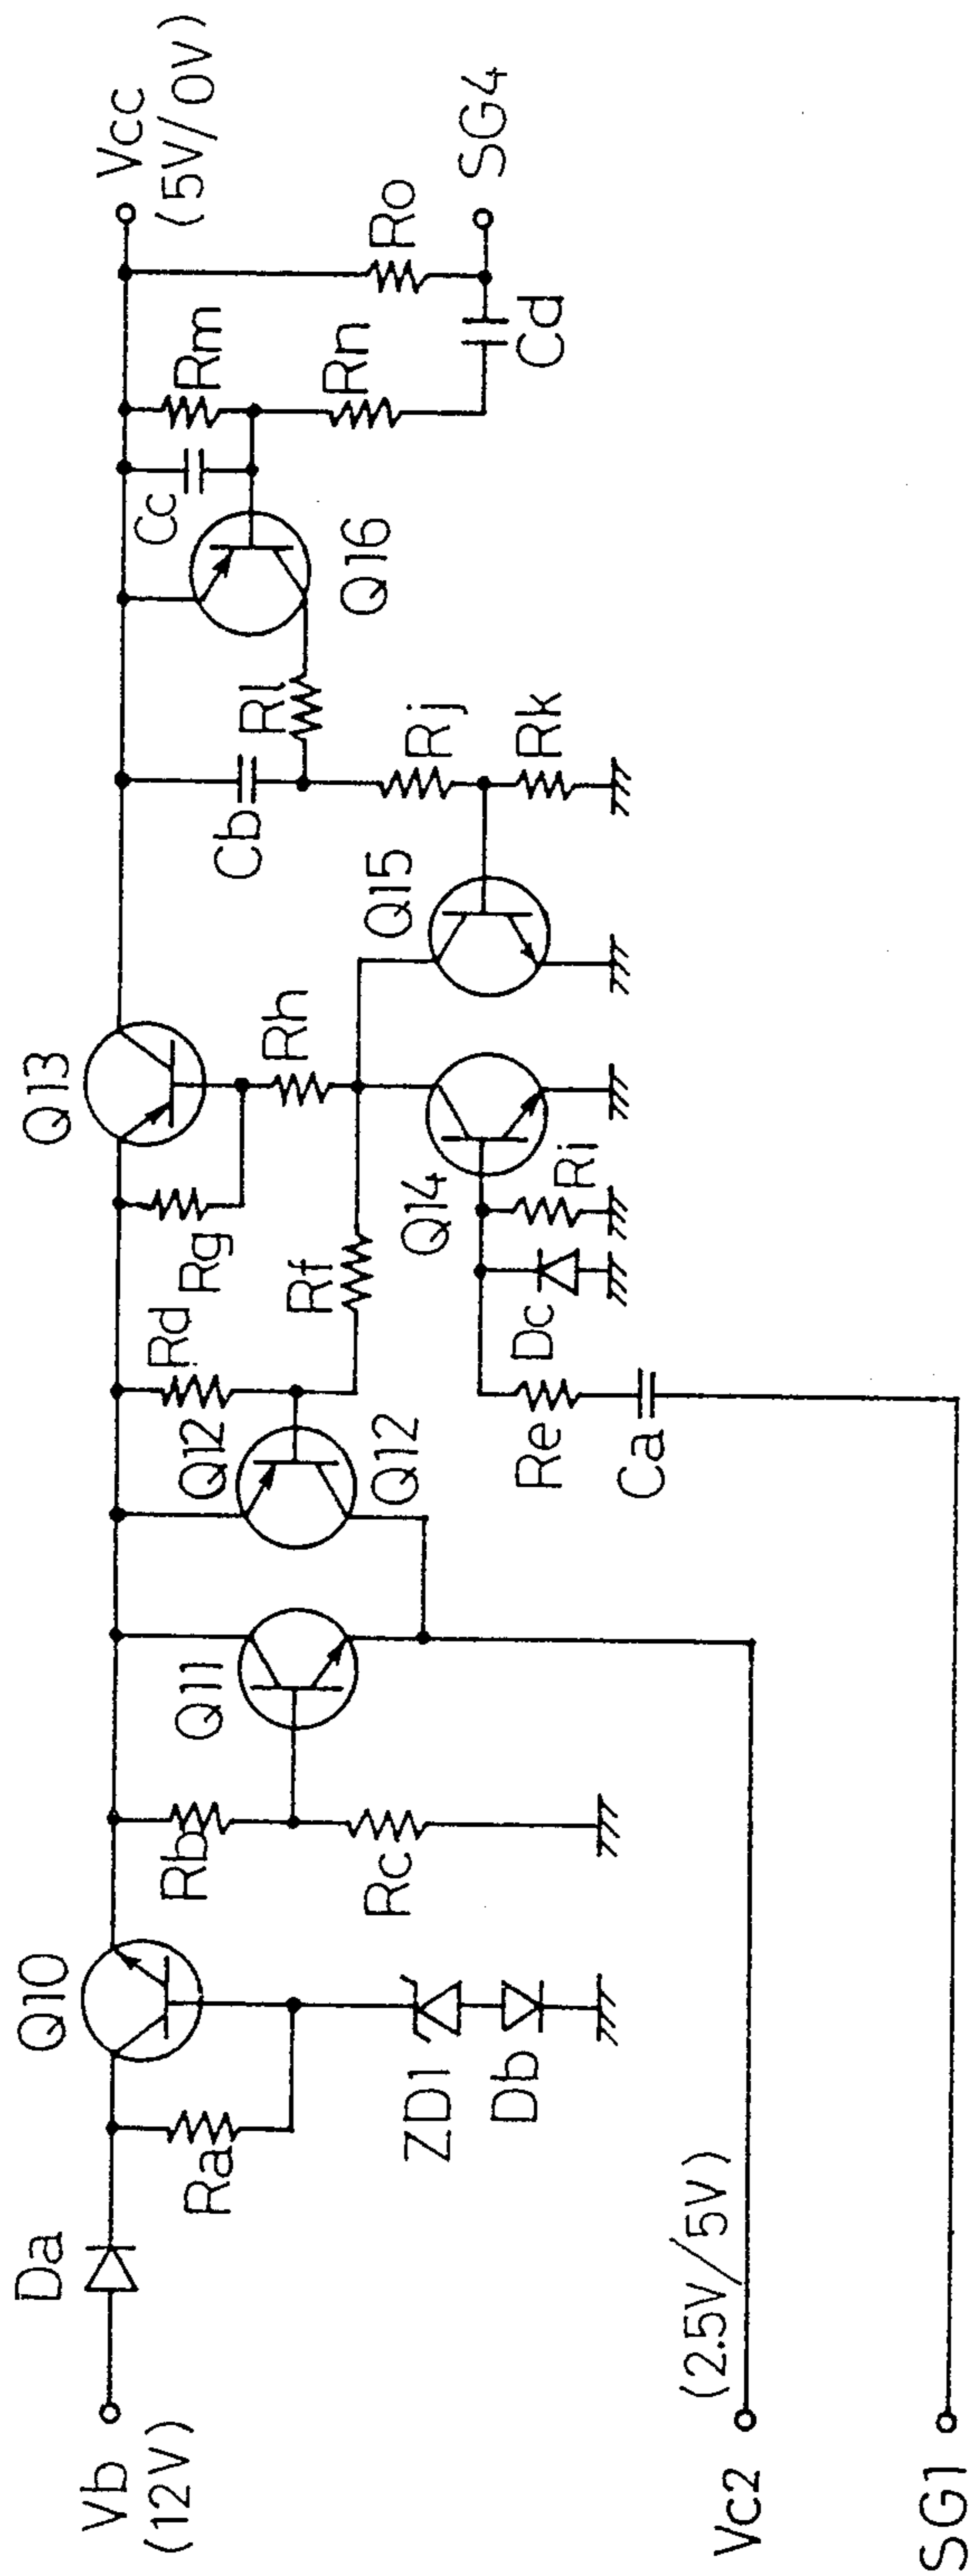 Vb
(12V)
Da
Ra
Q10
ZD1
Db
Rb
Rc
Q11
Q12
Q12
Rd
Rf
Rg
Q13
Rh
Re
Ca
Dc
Ri
Q14
Q15
Cb
Rl
Rj
Rk
Q16
Cc
Rm
Rn
Ro
Cd
Vcc
(5V/0V)
SG4
Vc2
(2.5V/5V)
SG1